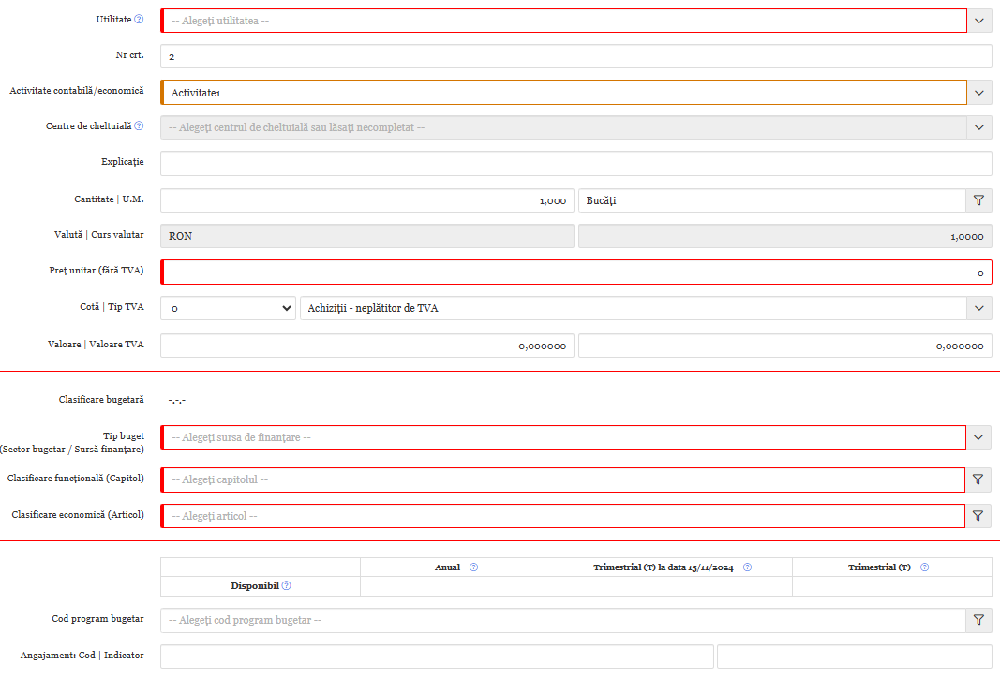 Utilitate -- Alegeți utilitatea --
Nr crt. 2
Activitate contabilă/economică Activitate1
Centre de cheltuială -- Alegeți centrul de cheltuială sau lăsați necompletat --
Explicație
Cantitate | U.M. 1,000 Bucăți
Valută | Curs valutar RON 1,0000
Preț unitar (fără TVA) 0
Cotă | Tip TVA 0 Achiziții - neplătitor de TVA
Valoare | Valoare TVA 0,000000 0,000000
Clasificare bugetară -.-.-
Tip buget
(Sector bugetar / Sursă finanțare) -- Alegeți sursa de finanțare --
Clasificare funcțională (Capitol) -- Alegeți capitolul --
Clasificare economică (Articol) -- Alegeți articol --
Anual Trimestrial (T) la data 15/11/2024 Trimestrial (T)
Disponibil
Cod program bugetar -- Alegeți cod program bugetar --
Angajament: Cod | Indicator